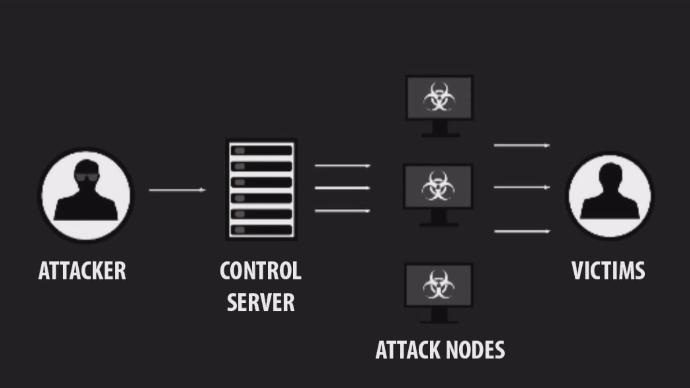 ATTACKER
CONTROL
SERVER
ATTACK NODES
VICTIMS